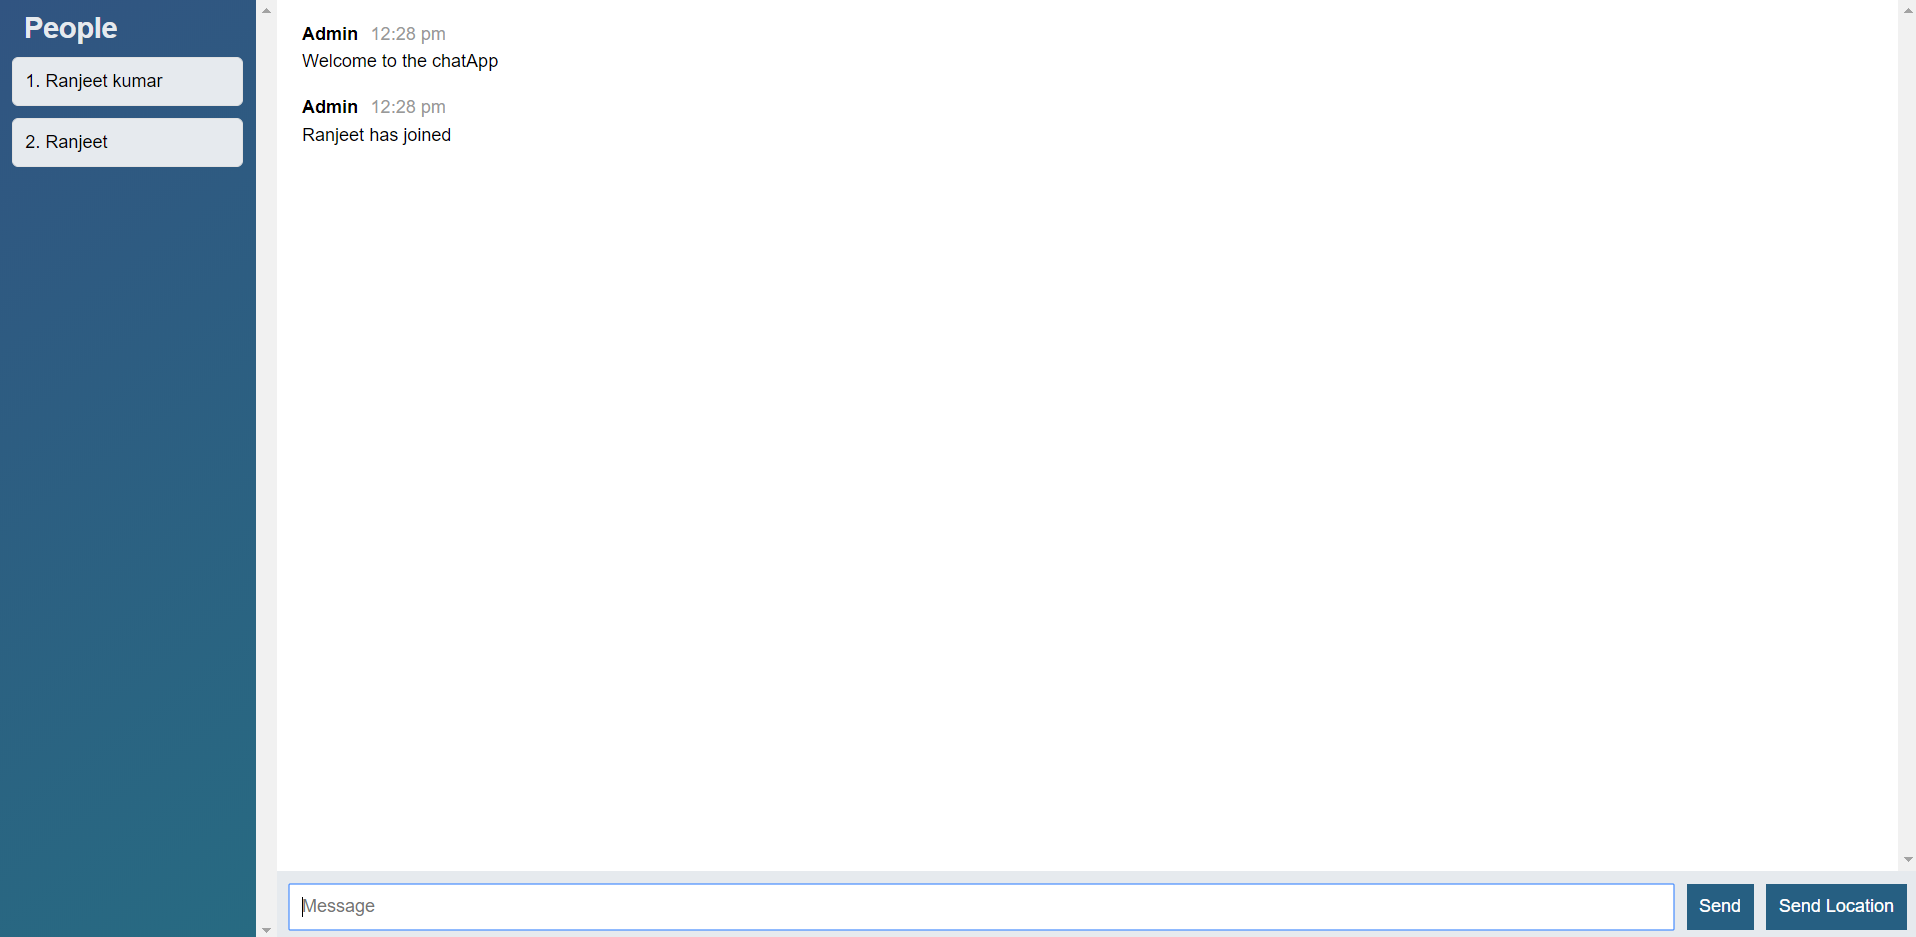 People
1. Ranjeet kumar
2. Ranjeet
Admin 12:28 pm
Welcome to the chatApp
Admin 12:28 pm
Ranjeet has joined
Message
Send
Send Location